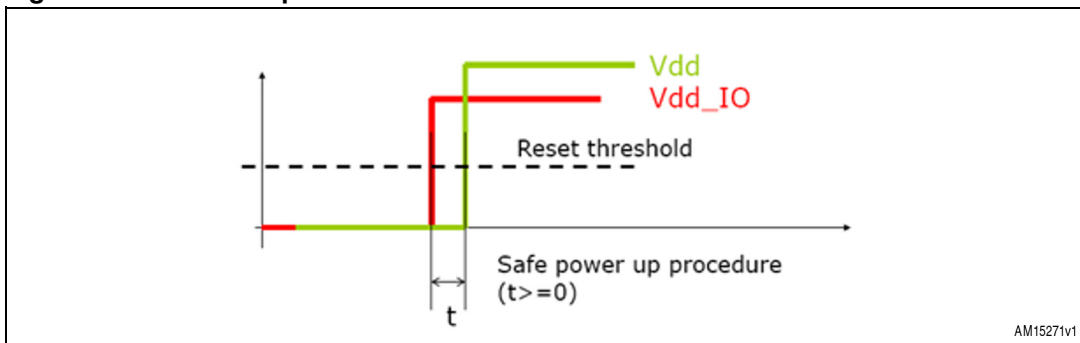 Vdd
Vdd_IO
Reset threshold
Safe power up procedure
(t>=0)
t
AM15271v1